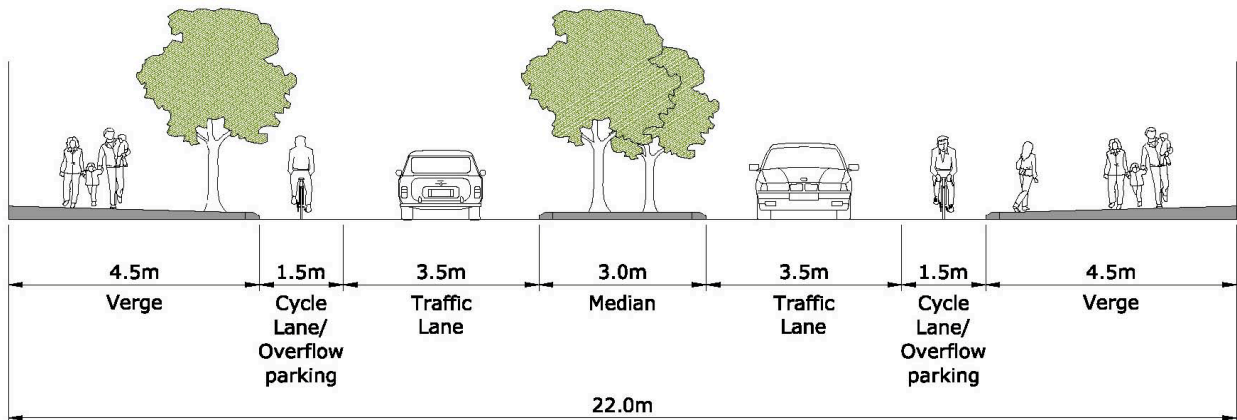 4.5m 1.5m 3.5m 3.0m 3.5m 1.5m 4.5m
Verge Cycle Traffic Median Traffic Cycle Verge
Lane/ Lane Lane Lane/
Overflow Overflow
parking parking
22.0m